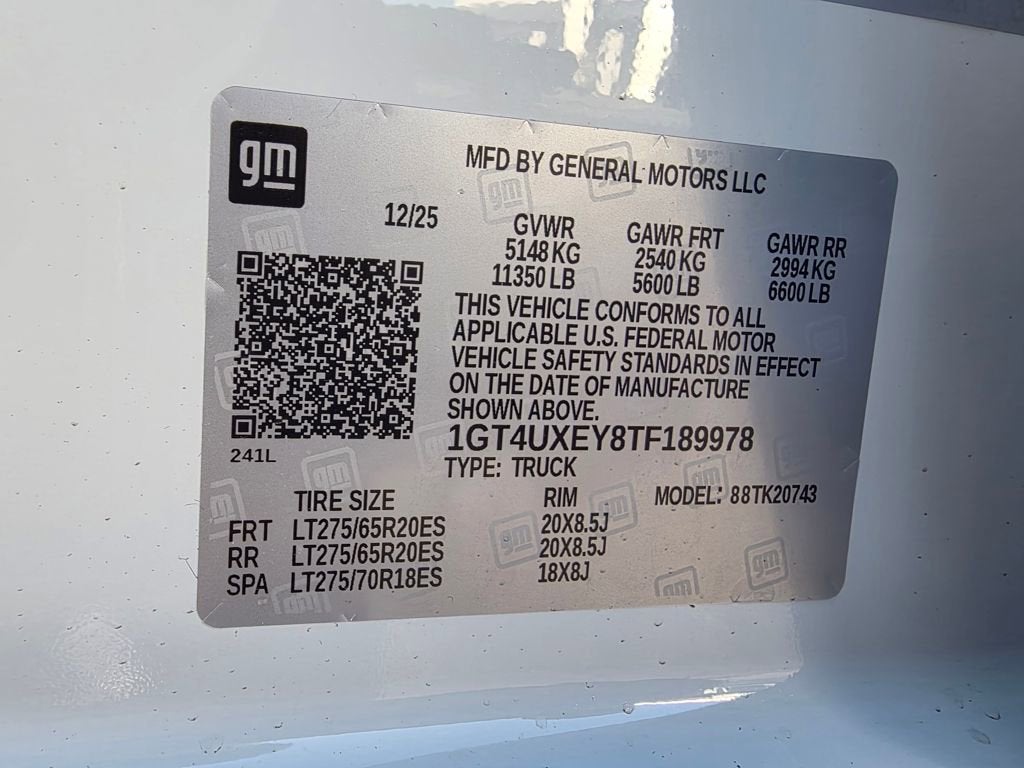 gm
MFD BY GENERAL MOTORS LLC
12/25
GVWR
5148 KG
11350 LB
GAWR FRT
2540 KG
5600 LB
GAWR RR
2994 KG
6600 LB
THIS VEHICLE CONFORMS TO ALL
APPLICABLE U.S. FEDERAL MOTOR
VEHICLE SAFETY STANDARDS IN EFFECT
ON THE DATE OF MANUFACTURE
SHOWN ABOVE.
1GT4UXEY8TF189978
TYPE: TRUCK
241L
MODEL: 88TK20743
TIRE SIZE RIM
FRT LT275/65R20ES 20X8.5J
RR LT275/65R20ES 20X8.5J
SPA LT275/70R18ES 18X8J